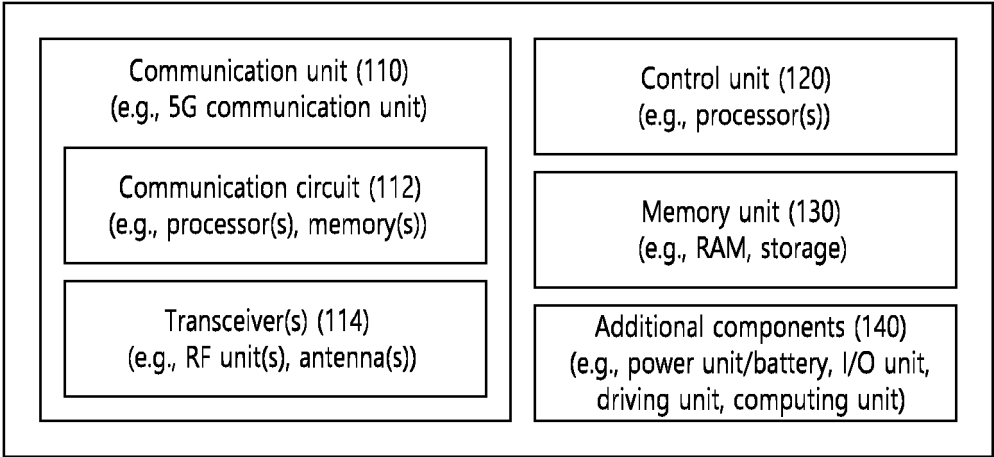 Communication unit (110)
(e.g., 5G communication unit)
Communication circuit (112)
(e.g., processor(s), memory(s))
Transceiver(s) (114)
(e.g., RF unit(s), antenna(s))
Control unit (120)
(e.g., processor(s))
Memory unit (130)
(e.g., RAM, storage)
Additional components (140)
(e.g., power unit/battery, I/O unit,
driving unit, computing unit)